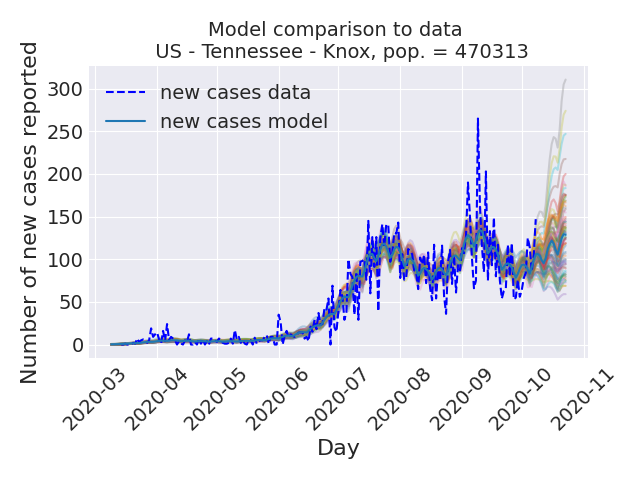 Model comparison to data
US - Tennessee - Knox, pop. = 470313
Number of new cases reported
300
250
200
150
100
50
0
new cases data
new cases model
2020-03
2020-04
2020-05
2020-06
2020-07
2020-08
2020-09
2020-10
2020-11
Day